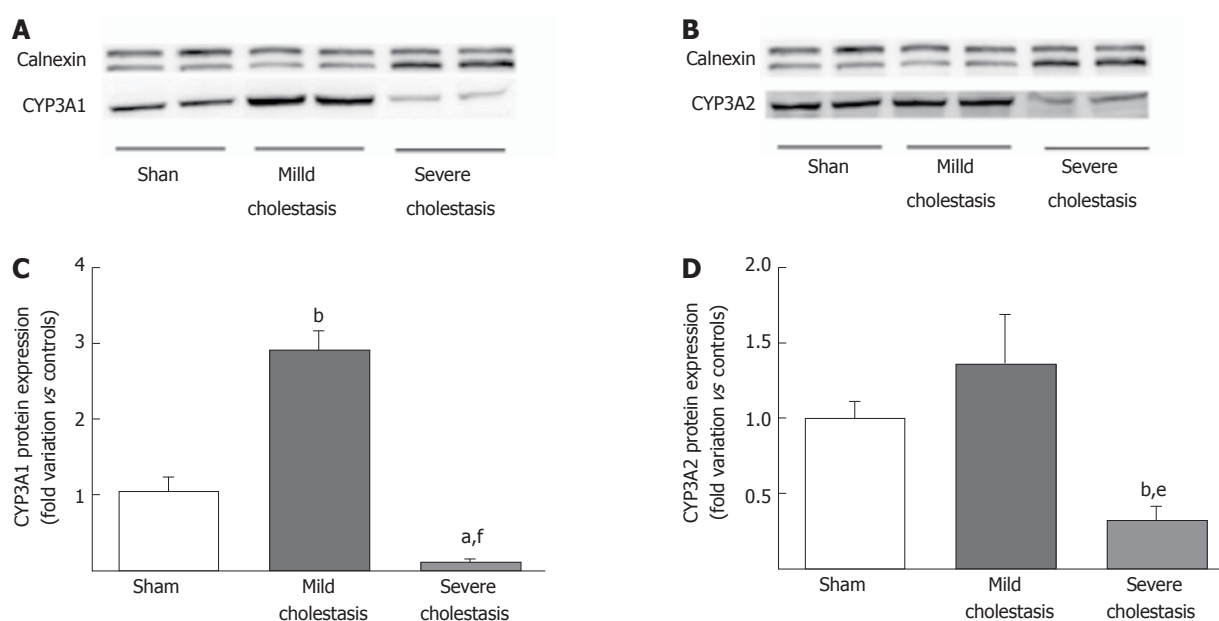 A
Calnexin
CYP3A1
Shan
Milld
cholestasis
Severe
cholestasis
B
Calnexin
CYP3A2
Shan
Milld
cholestasis
Severe
cholestasis
C
CYP3A1 protein expression
(fold variation vs controls)
4
3
2
1
b
a,f
Sham
Mild
cholestasis
Severe
cholestasis
D
CYP3A2 protein expression
(fold variation vs controls)
2.0
1.5
1.0
0.5
b,e
Sham
Mild
cholestasis
Severe
cholestasis